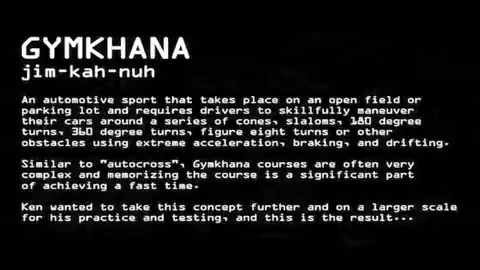 GYMKHANA
jim-kah-nuh
An automotive sport that takes place on an open field or
parking lot and requires drivers to skillfully maneuver
their cars around a series of cones, slaloms, 180 degree
turns, 360 degree turns, figure eight turns or other
obstacles using extreme acceleration, braking, and drifting.
Similar to "autocross", Gymkhana courses are often very
complex and memorizing the course is a significant part
of achieving a fast time.
Ken wanted to take this concept further and on a larger scale
for his practice and testing, and this is the result...